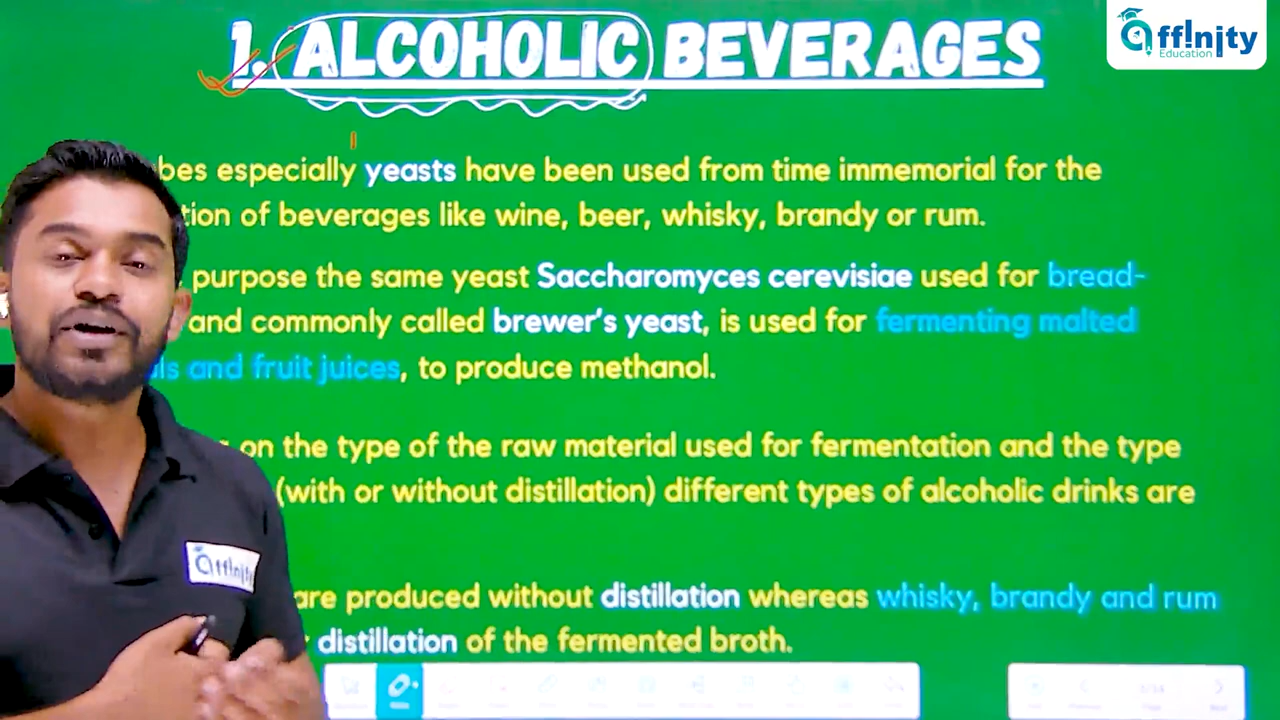 1. ALCOHOLIC BEVERAGES
Aff!nity
Education
bes especially yeasts have been used from time immemorial for the
tion of beverages like wine, beer, whisky, brandy or rum.
purpose the same yeast Saccharomyces cerevisiae used for bread-
and commonly called brewer's yeast, is used for fermenting malted
ls and fruit juices, to produce methanol.
on the type of the raw material used for fermentation and the type
(with or without distillation) different types of alcoholic drinks are
are produced without distillation whereas whisky, brandy and rum
distillation of the fermented broth.
Aff!nity